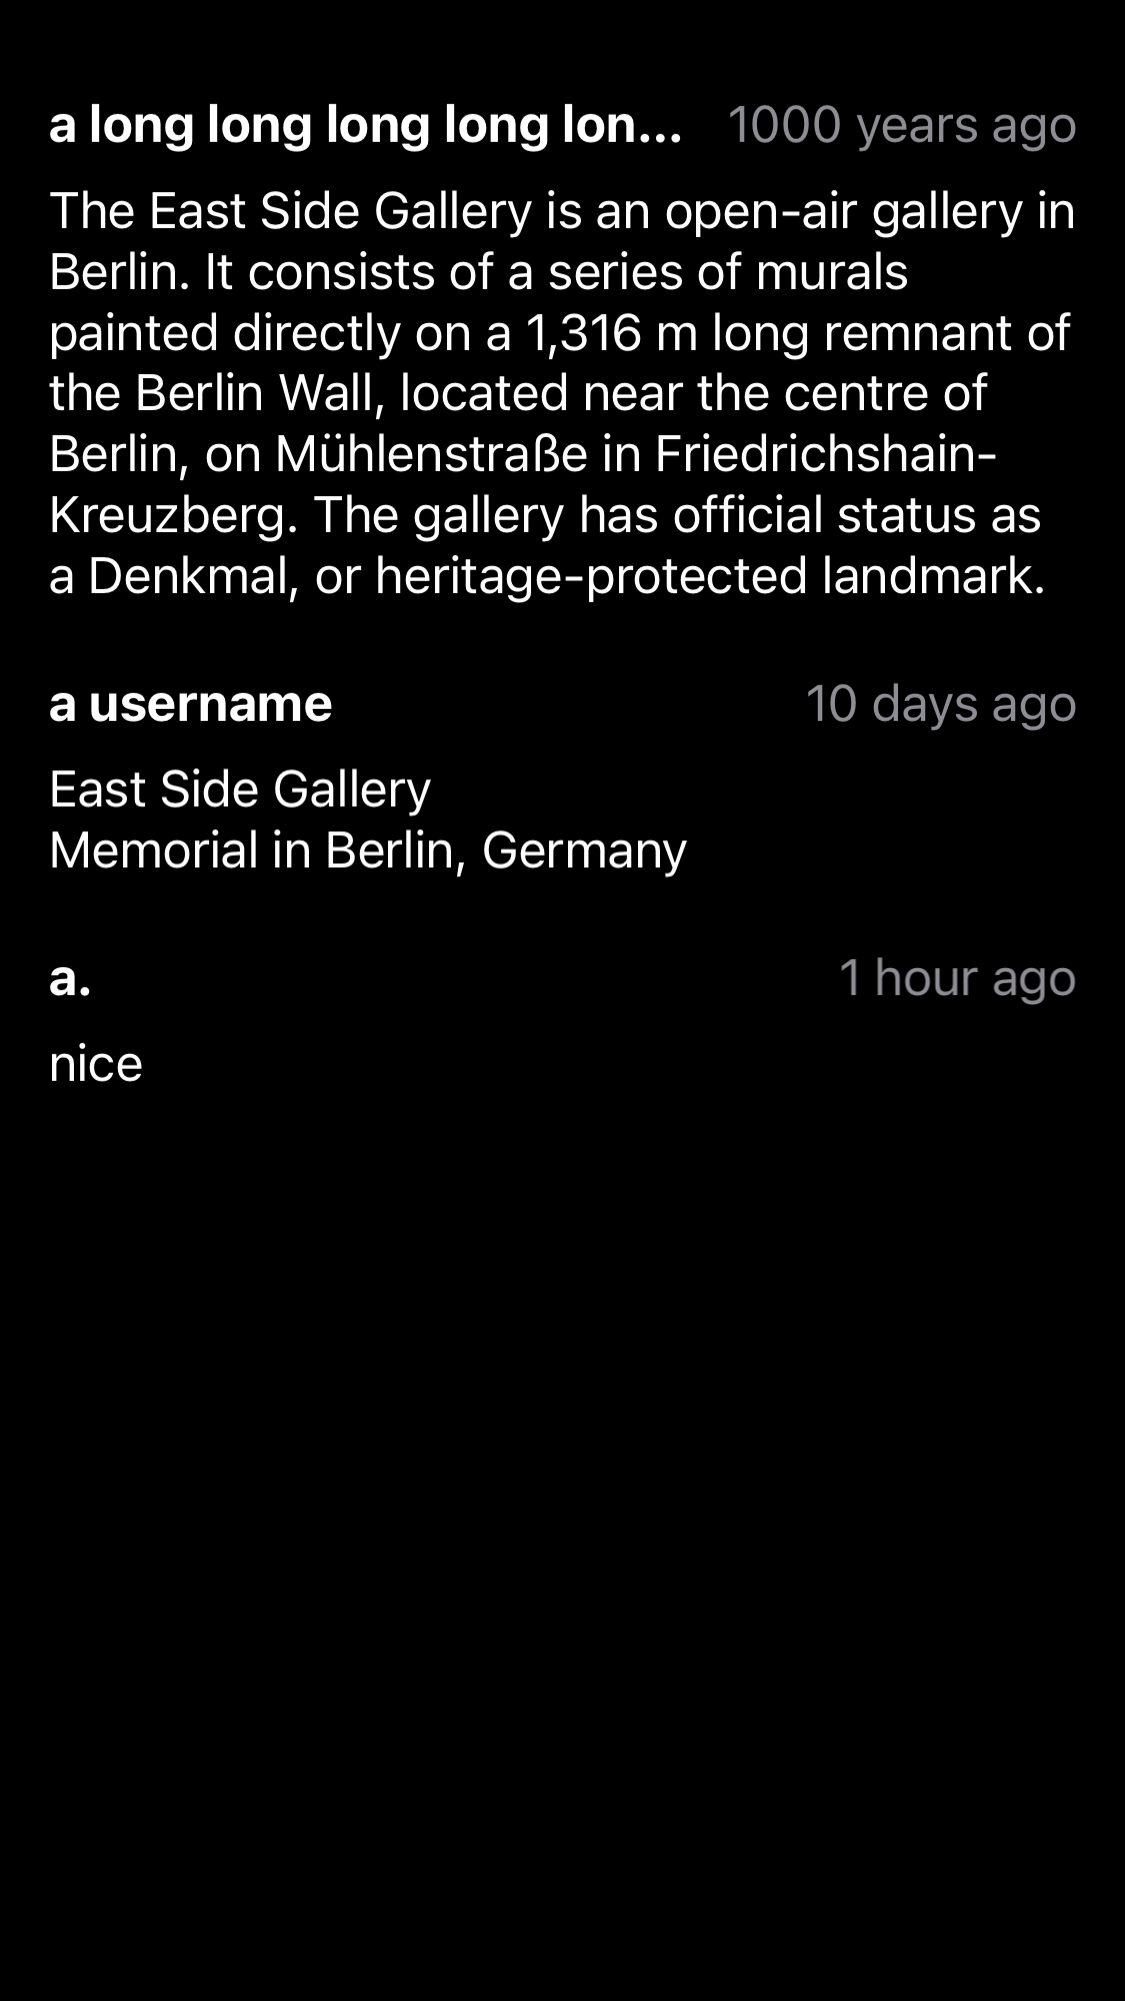 a long long long long lon... 1000 years ago
The East Side Gallery is an open-air gallery in
Berlin. It consists of a series of murals
painted directly on a 1,316 m long remnant of
the Berlin Wall, located near the centre of
Berlin, on Mühlenstraße in Friedrichshain-
Kreuzberg. The gallery has official status as
a Denkmal, or heritage-protected landmark.
a username 10 days ago
East Side Gallery
Memorial in Berlin, Germany
a. 1 hour ago
nice